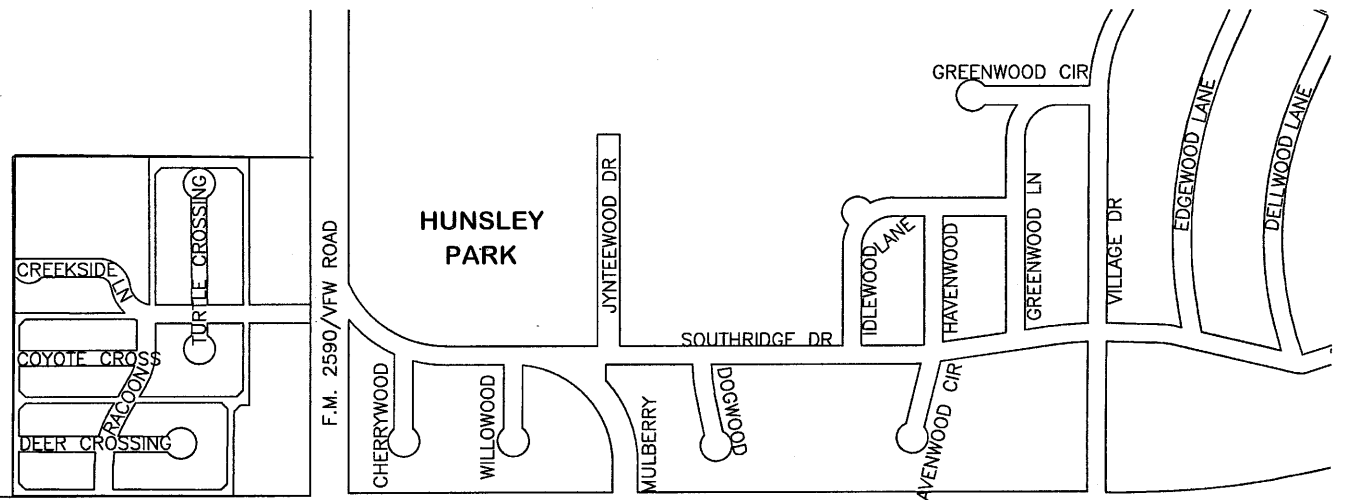 GREENWOOD CIR
EDGEWOOD LANE
DELLWOOD LANE
HUNSLEY
PARK
JYNTEEWOOD DR
GREENWOOD LN
VILLAGE DR
TURTLE CROSSING
F.M. 2590/VFW ROAD
CREEKSIDE
LN
IDLEWOOD
LANE
HAVENWOOD
SOUTHRIDGE DR
COYOTE CROSS
RACOON
CHERRYWOOD
WILLOWOOD
MULBERRY
DOGWOOD
AVENWOOD CIR
DEER CROSSING